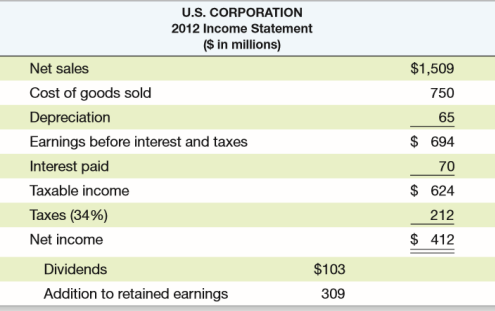 U.S. CORPORATION
2012 Income Statement
($ in millions)
Net sales $1,509
Cost of goods sold 750
Depreciation 65
Earnings before interest and taxes $ 694
Interest paid 70
Taxable income $ 624
Taxes (34%) 212
Net income $ 412
Dividends $103
Addition to retained earnings 309